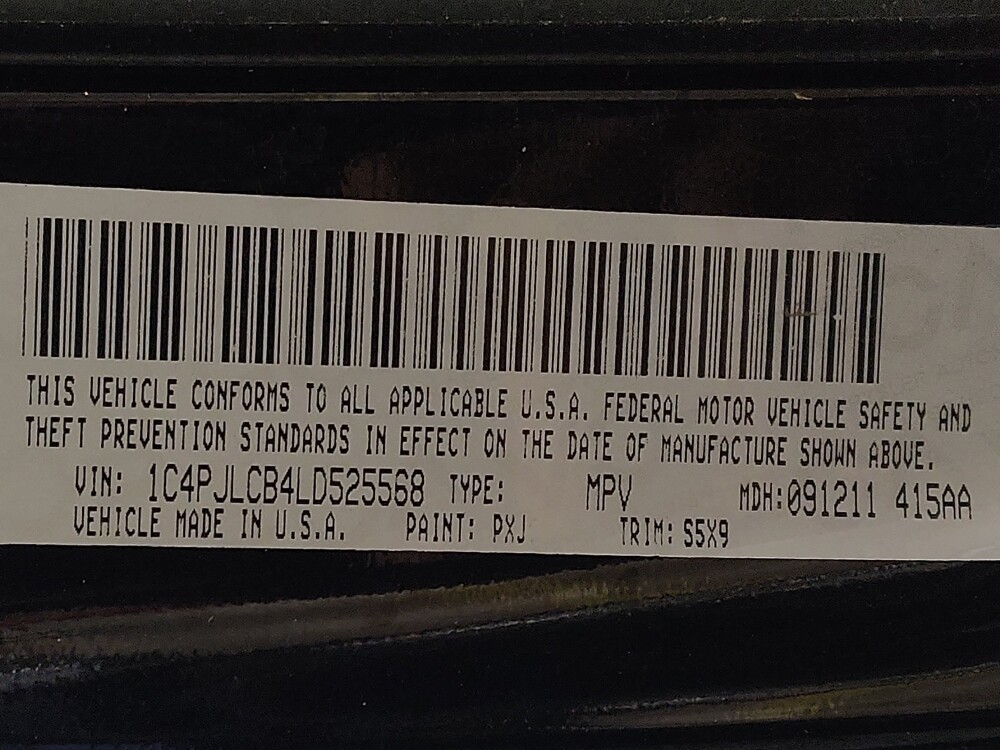 THIS VEHICLE CONFORMS TO ALL APPLICABLE U.S.A. FEDERAL MOTOR VEHICLE SAFETY AND
THEFT PREVENTION STANDARDS IN EFFECT ON THE DATE OF MANUFACTURE SHOWN ABOVE.
VIN: 1C4PJLCB4LD525568 TYPE: MPV MDH:091211 415AA
VEHICLE MADE IN U.S.A. PAINT: PXJ TRIM: S5X9